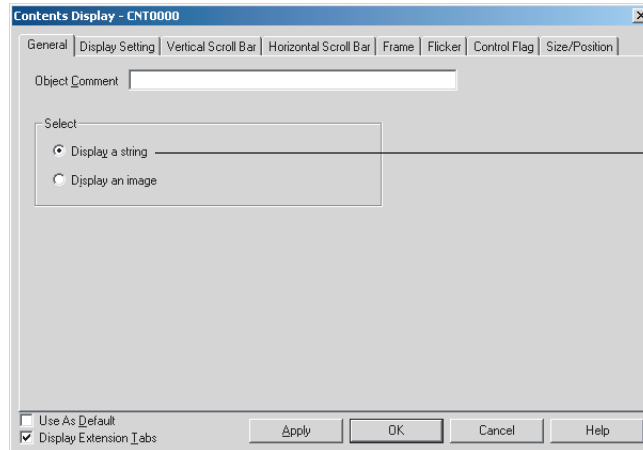 Contents Display - CNT0000
General Display Setting Vertical Scroll Bar Horizontal Scroll Bar Frame Flicker Control Flag Size/Position
Object Comment
Select
Display a string
Display an image
Use As Default
Display Extension Tabs
Apply OK Cancel Help